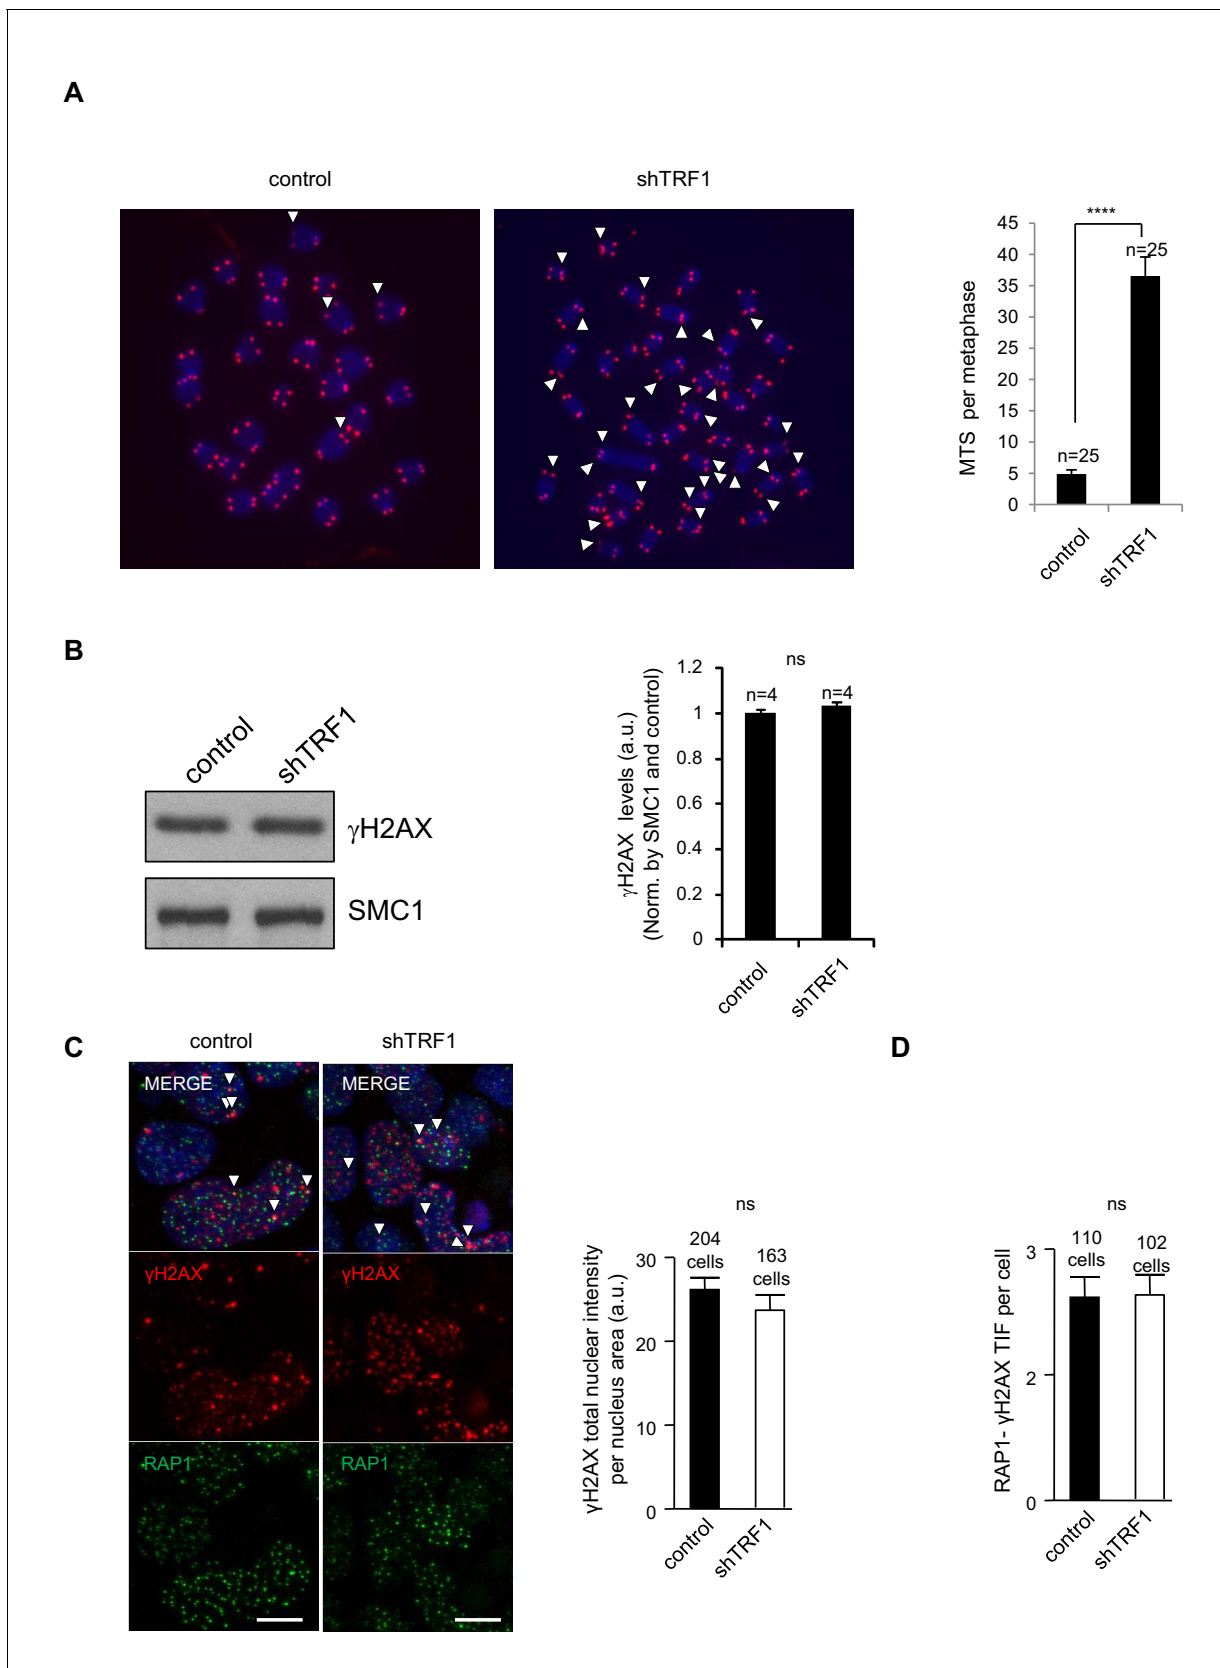 A
control
shTRF1
MTS per metaphase
45
40
35
30
25
20
15
10
5
0
****
n=25
n=25
control
shTRF1
B
control
shTRF1
γH2AX
SMC1
γH2AX levels (a.u.)
(Norm. by SMC1 and control)
1.2
1
0.8
0.6
0.4
0.2
0
ns
n=4
n=4
control
shTRF1
C
control
shTRF1
MERGE
MERGE
γH2AX
γH2AX
RAP1
RAP1
γH2AX total nuclear intensity
per nucleus area (a.u.)
30
20
10
0
ns
204
cells
163
cells
control
shTRF1
D
RAP1- γH2AX TIF per cell
3
2
0
ns
110
cells
102
cells
control
shTRF1